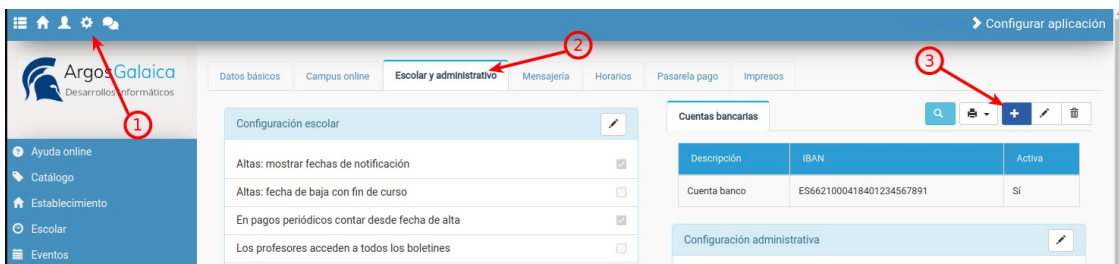 Configurar aplicación
1
2
3
ArgosGalaica
Desarrollos Informáticos
Datos básicos
Campus online
Escolar y administrativo
Mensajería
Horarios
Pasarela pago
Impresos
Ayuda online
Catálogo
Establecimiento
Escolar
Eventos
Configuración escolar
Altas: mostrar fechas de notificación
Altas: fecha de baja con fin de curso
En pagos periódicos contar desde fecha de alta
Los profesores acceden a todos los boletines
Cuentas bancarias
Descripción IBAN Activa
Cuenta banco ES6621000418401234567891 Sí
Configuración administrativa